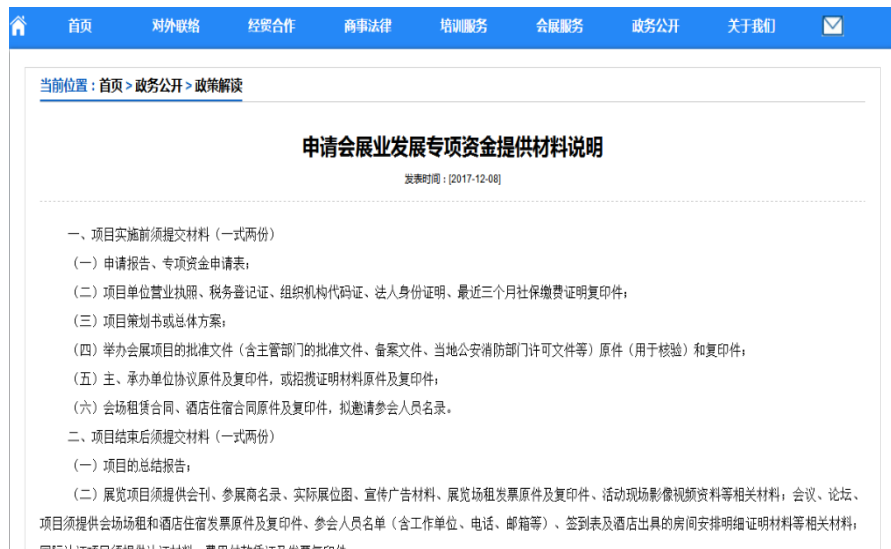 首页 对外联络 经贸合作 商事法律 培训服务 会展服务 政务公开 关于我们
当前位置：首页 > 政务公开 > 政策解读
申请会展业发展专项资金提供材料说明
发表时间：[2017-12-08]
一、项目实施前须提交材料（一式两份）
（一）申请报告、专项资金申请表；
（二）项目单位营业执照、税务登记证、组织机构代码证、法人身份证明、最近三个月社保缴费证明复印件；
（三）项目策划书或总体方案；
（四）举办会展项目的批准文件（含主管部门的批准文件、备案文件、当地公安消防部门许可文件等）原件（用于核验）和复印件；
（五）主、承办单位协议原件及复印件，或招揽证明材料原件及复印件；
（六）会场租赁合同、酒店住宿合同原件及复印件，拟邀请参会人员名录。
二、项目结束后须提交材料（一式两份）
（一）项目的总结报告；
（二）展览项目须提供会刊、参展商名录、实际展位图、宣传广告材料、展览场租发票原件及复印件、活动现场影像视频资料等相关材料；会议、论坛、
项目须提供会场场租和酒店住宿发票原件及复印件、参会人员名单（含工作单位、电话、邮箱等）、签到表及酒店出具的房间安排明细证明材料等相关材料；